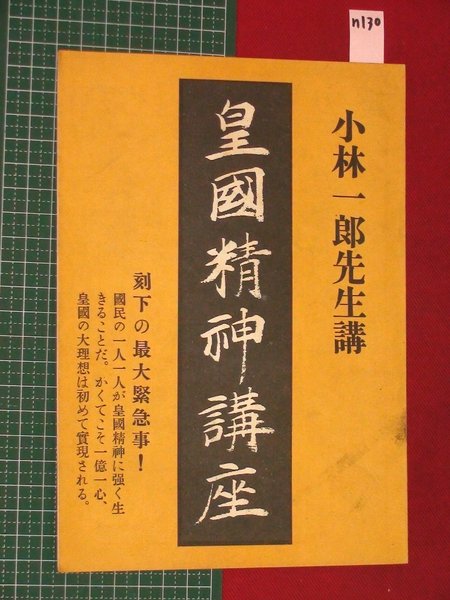 n130
小林一郎先生講
皇國精神講座
刻下の最大緊急事！
國民の一人一人が皇國精神に强く生
きることだ。かくてこそ一億一心、
皇國の大理想は初めて實現される。